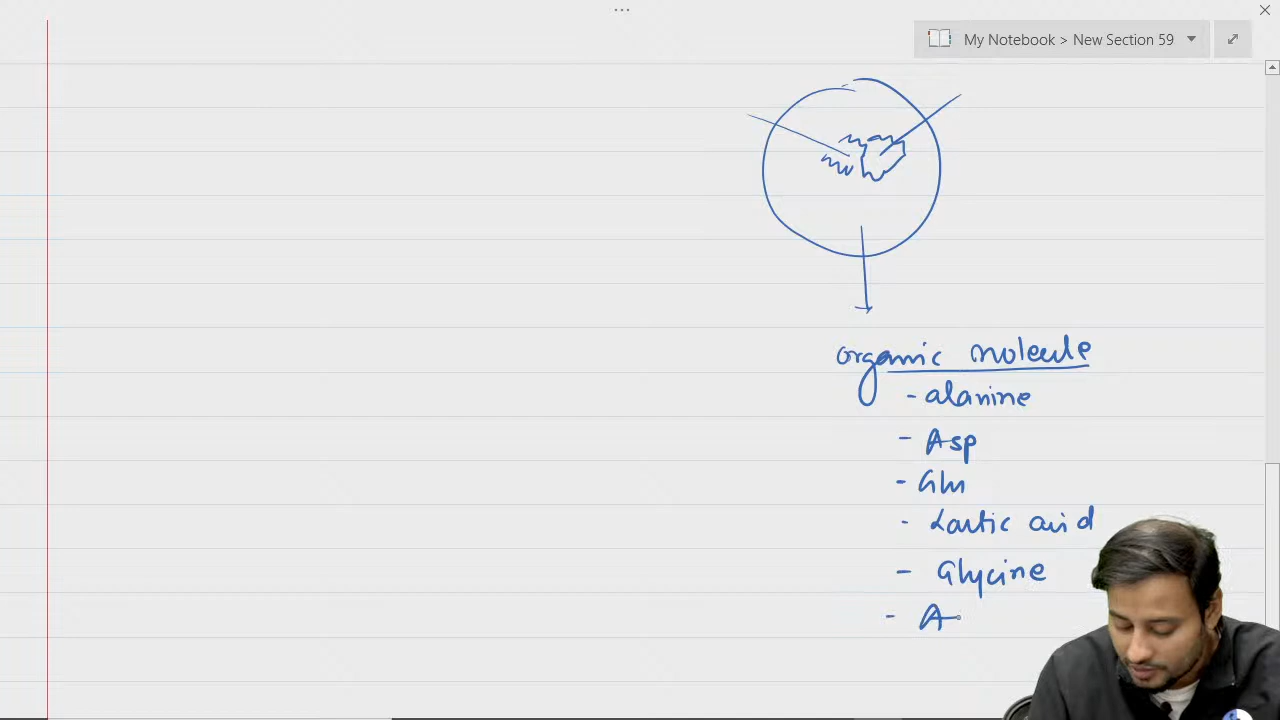 My Notebook > New Section 59
organic molecule
- alanine
- Asp
- Glu
- Lactic acid
- Glycine
- A